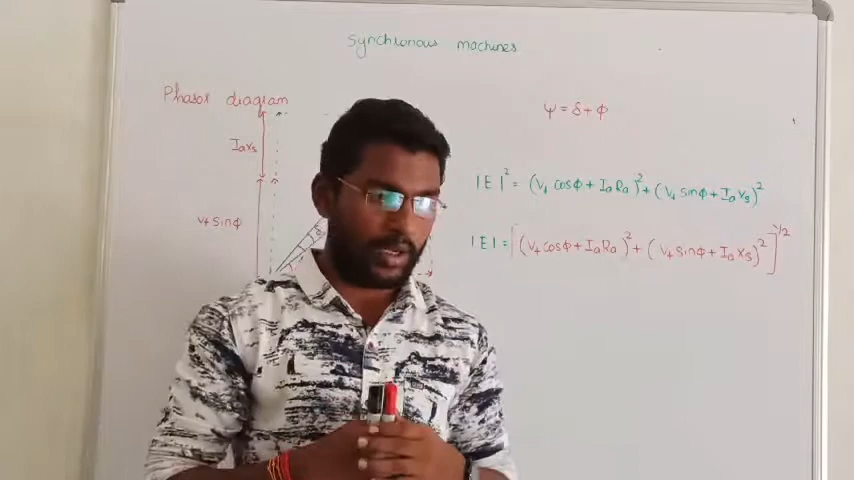 Synchronous machines
Phasor diagram
ψ = δ + φ
Iaxs
|E|² = (Vt cosφ + IaRa)² + (Vt sinφ + IaXs)²
Vt sinφ
|E| = [(Vt cosφ + IaRa)² + (Vt sinφ + IaXs)²]^1/2
δ